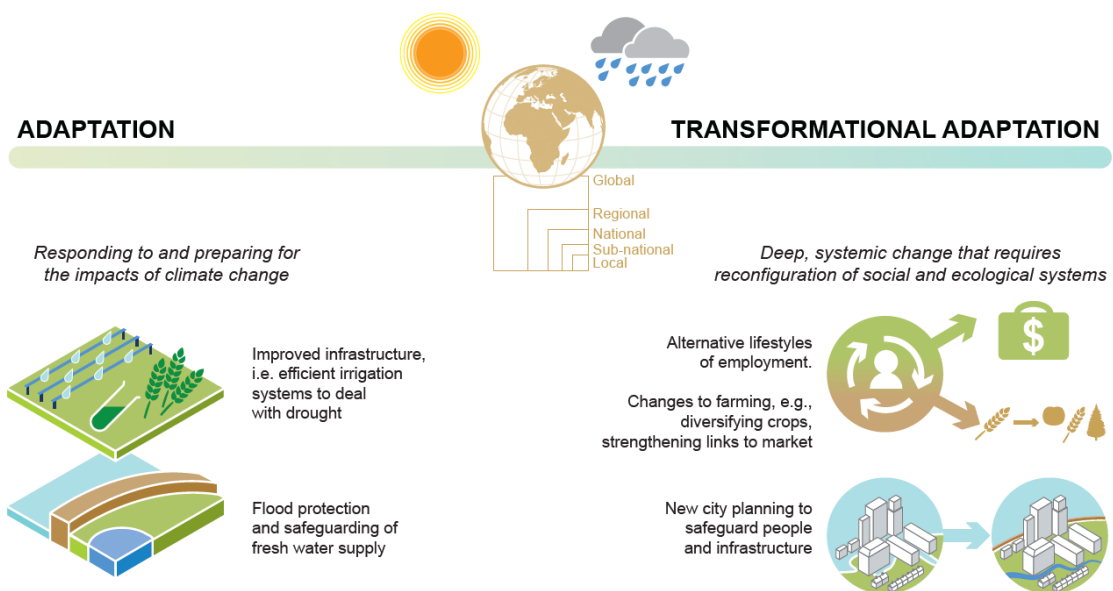 ADAPTATION
TRANSFORMATIONAL ADAPTATION
Global
Regional
National
Sub-national
Local
Responding to and preparing for
the impacts of climate change
Deep, systemic change that requires
reconfiguration of social and ecological systems
Improved infrastructure,
i.e. efficient irrigation
systems to deal
with drought
Flood protection
and safeguarding of
fresh water supply
Alternative lifestyles
of employment.
$
Changes to farming, e.g.,
diversifying crops,
strengthening links to market
New city planning to
safeguard people
and infrastructure